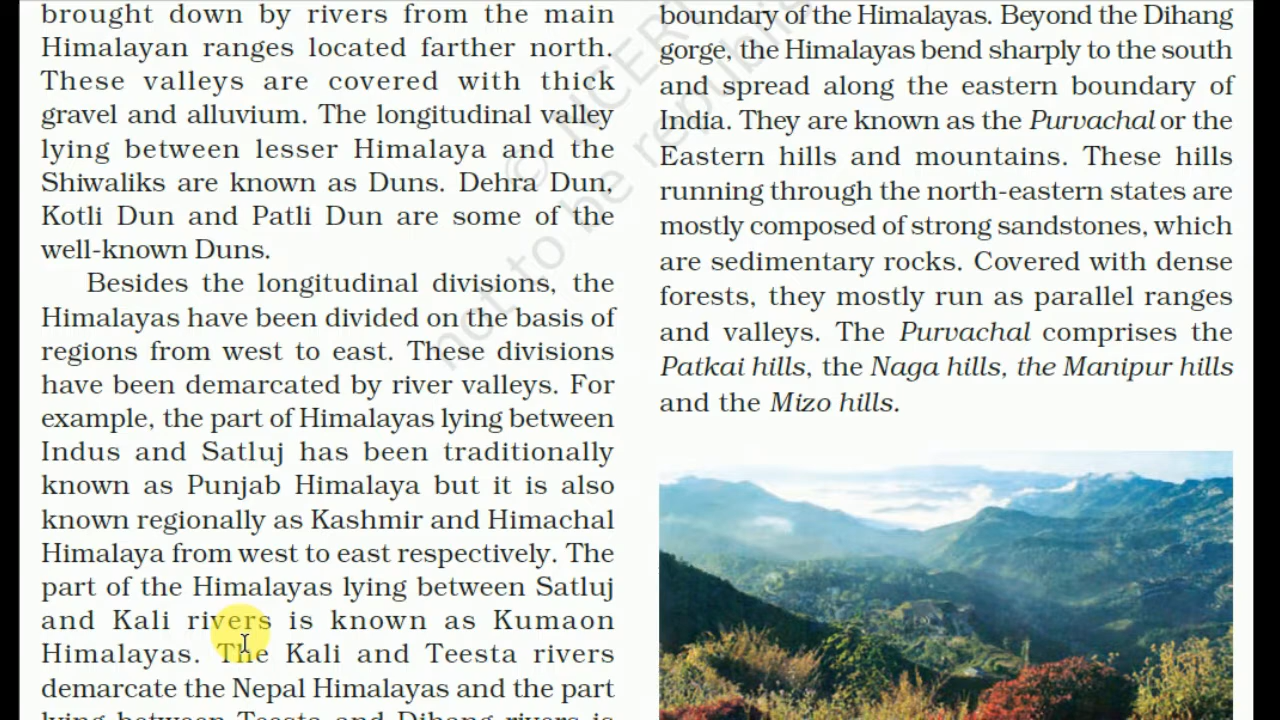 brought down by rivers from the main
Himalayan ranges located farther north.
These valleys are covered with thick
gravel and alluvium. The longitudinal valley
lying between lesser Himalaya and the
Shiwaliks are known as Duns. Dehra Dun,
Kotli Dun and Patli Dun are some of the
well-known Duns.
Besides the longitudinal divisions, the
Himalayas have been divided on the basis of
regions from west to east. These divisions
have been demarcated by river valleys. For
example, the part of Himalayas lying between
Indus and Satluj has been traditionally
known as Punjab Himalaya but it is also
known regionally as Kashmir and Himachal
Himalaya from west to east respectively. The
part of the Himalayas lying between Satluj
and Kali rivers is known as Kumaon
Himalayas. The Kali and Teesta rivers
demarcate the Nepal Himalayas and the part
lying between Teesta and Dihang rivers is
boundary of the Himalayas. Beyond the Dihang
gorge, the Himalayas bend sharply to the south
and spread along the eastern boundary of
India. They are known as the Purvachal or the
Eastern hills and mountains. These hills
running through the north-eastern states are
mostly composed of strong sandstones, which
are sedimentary rocks. Covered with dense
forests, they mostly run as parallel ranges
and valleys. The Purvachal comprises the
Patkai hills, the Naga hills, the Manipur hills
and the Mizo hills.
© NCERT
not to be